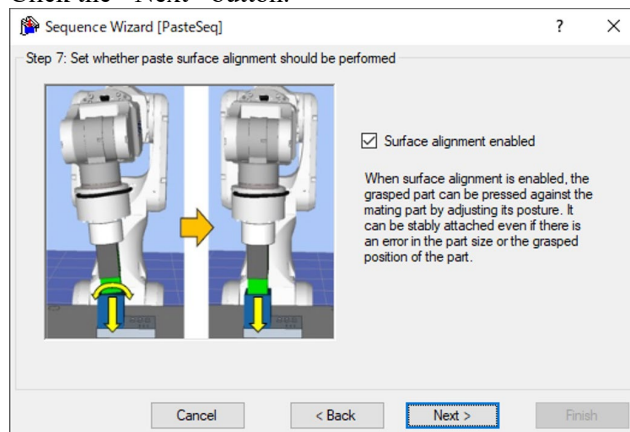 Click the "Next" button.
Sequence Wizard [PasteSeq]
Step 7: Set whether paste surface alignment should be performed
Surface alignment enabled
When surface alignment is enabled, the
grasped part can be pressed against the
mating part by adjusting its posture. It
can be stably attached even if there is
an error in the part size or the grasped
position of the part.
Cancel
< Back
Next >
Finish